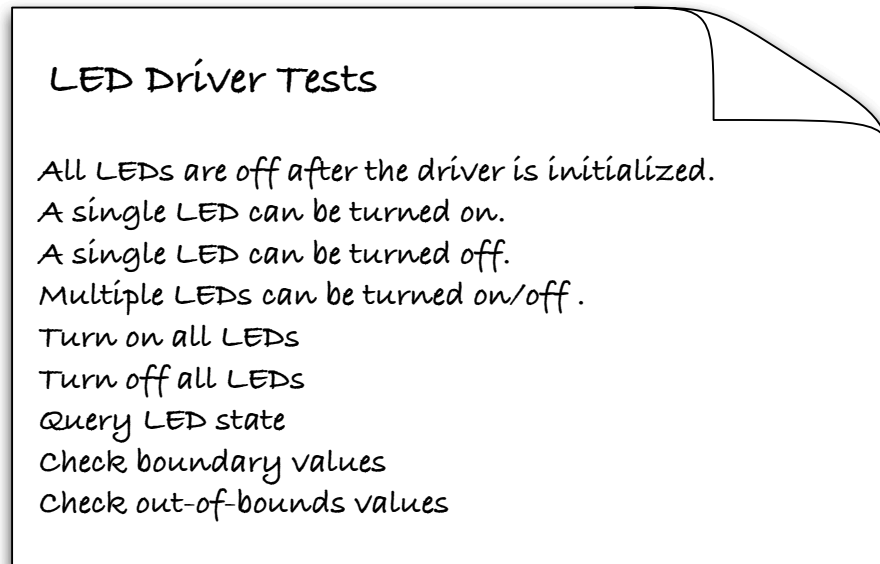 LED Driver Tests
All LEDs are off after the driver is initialized.
A single LED can be turned on.
A single LED can be turned off.
Multiple LEDs can be turned on/off .
Turn on all LEDs
Turn off all LEDs
Query LED state
Check boundary values
Check out-of-bounds values